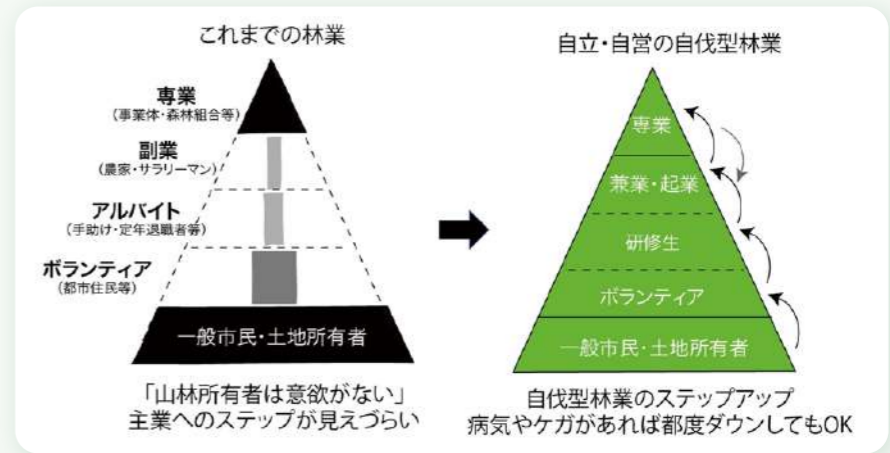 これまでの林業
専業
(事業体・森林組合等)
副業
(農家・サラリーマン)
アルバイト
(手助け・定年退職者等)
ボランティア
(都市住民等)
一般市民・土地所有者
「山林所有者は意欲がない」
主業へのステップが見えづらい
自立・自営の自伐型林業
専業
兼業・起業
研修生
ボランティア
一般市民・土地所有者
自伐型林業のステップアップ
病気やケガがあれば都度ダウンしてもOK